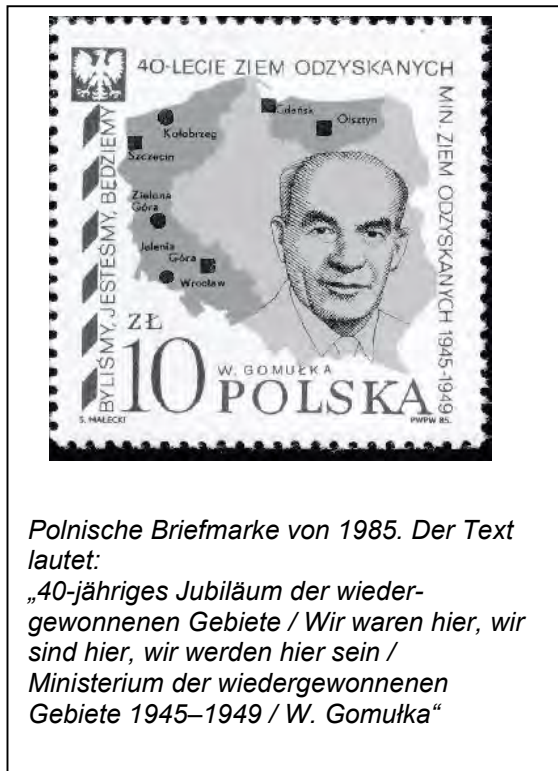 40-LECIE ZIEM ODZYSKANYCH
MIN. ZIEM ODZYSKANYCH 1945-1949
BYLIŚMY, JESTEŚMY, BĘDZIEMY
Gdańsk
Olsztyn
Kołobrzeg
Szczecin
Zielona
Góra
Jelenia
Góra
Wrocław
ZŁ
10
W. GOMUŁKA
POLSKA
S. MAŁECKI
PWPW 85.
Polnische Briefmarke von 1985. Der Text
lautet:
„40-jähriges Jubiläum der wieder-
gewonnenen Gebiete / Wir waren hier, wir
sind hier, wir werden hier sein /
Ministerium der wiedergewonnenen
Gebiete 1945–1949 / W. Gomułka“